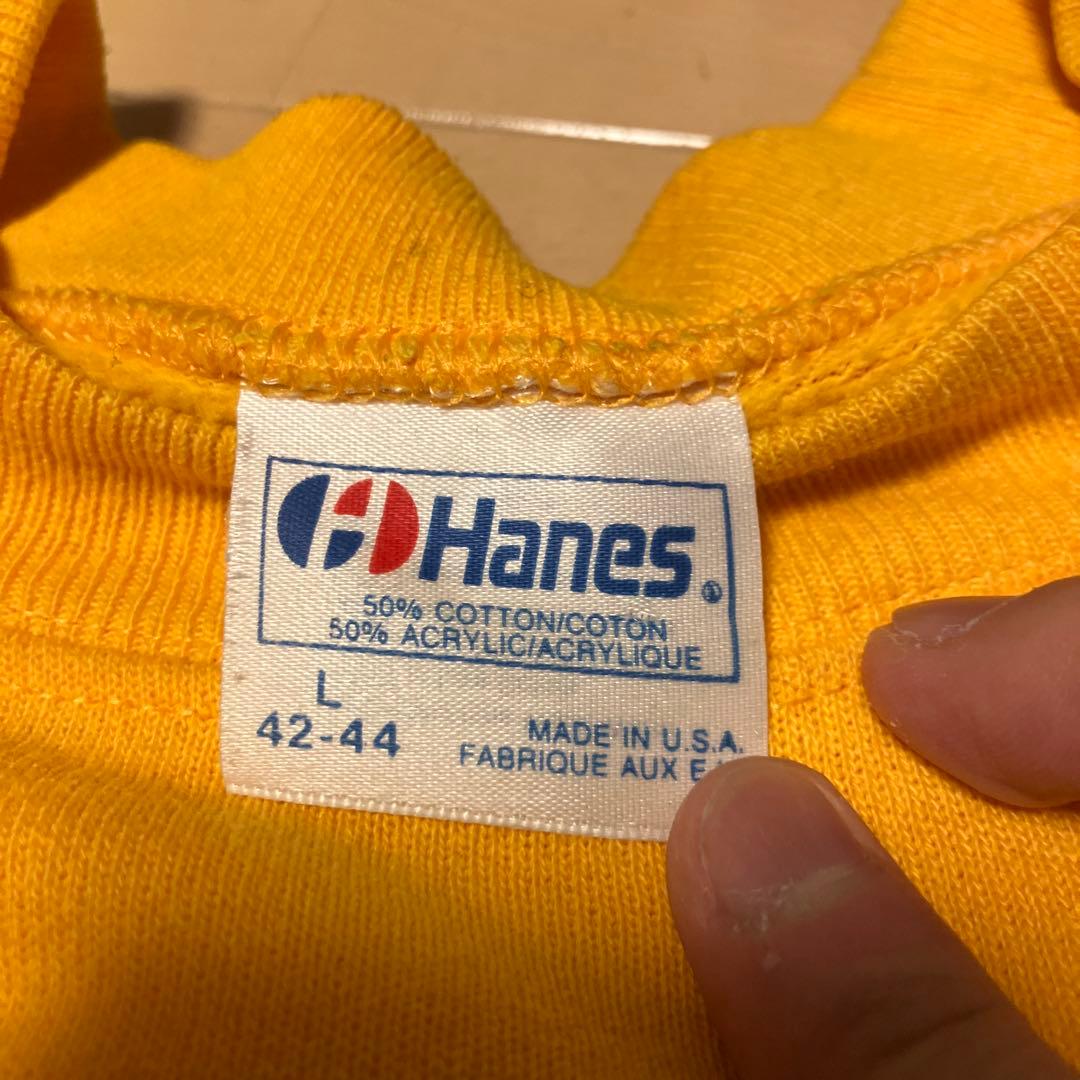 Hanes®
50% COTTON/COTON
50% ACRYLIC/ACRYLIQUE
L
42-44
MADE IN U.S.A.
FABRIQUE AUX